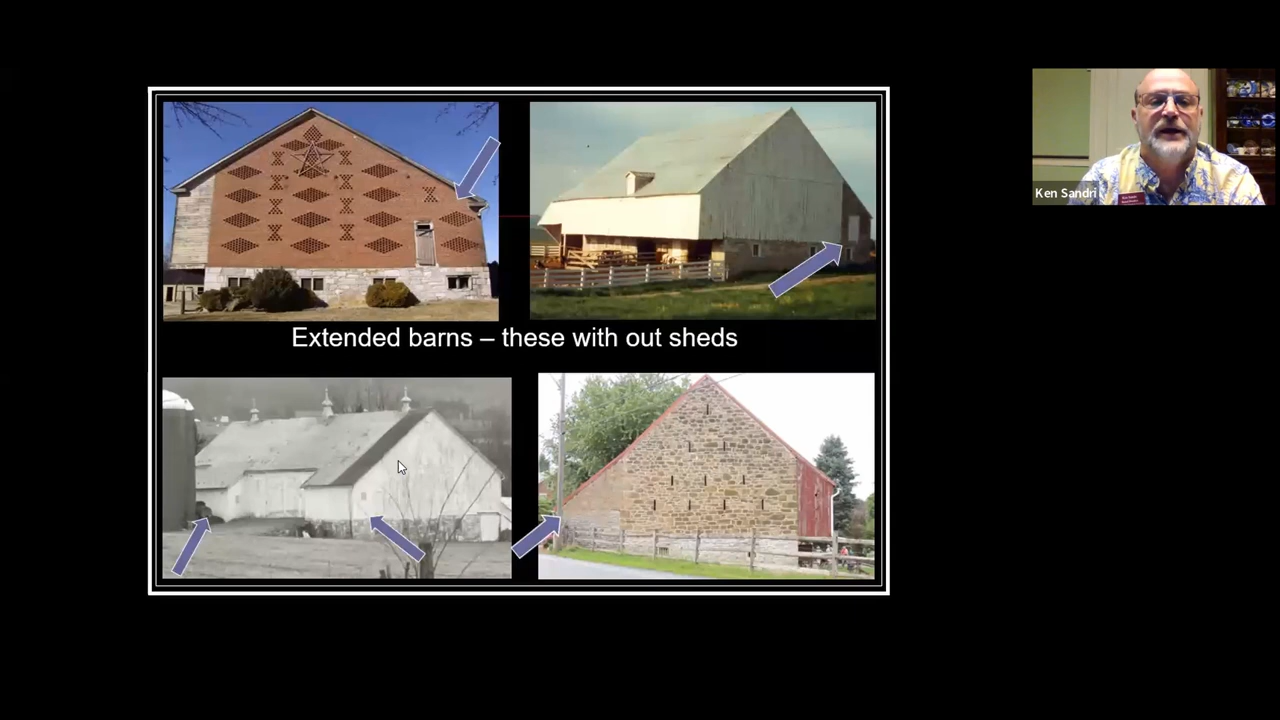 Extended barns – these with out sheds
Ken Sandri